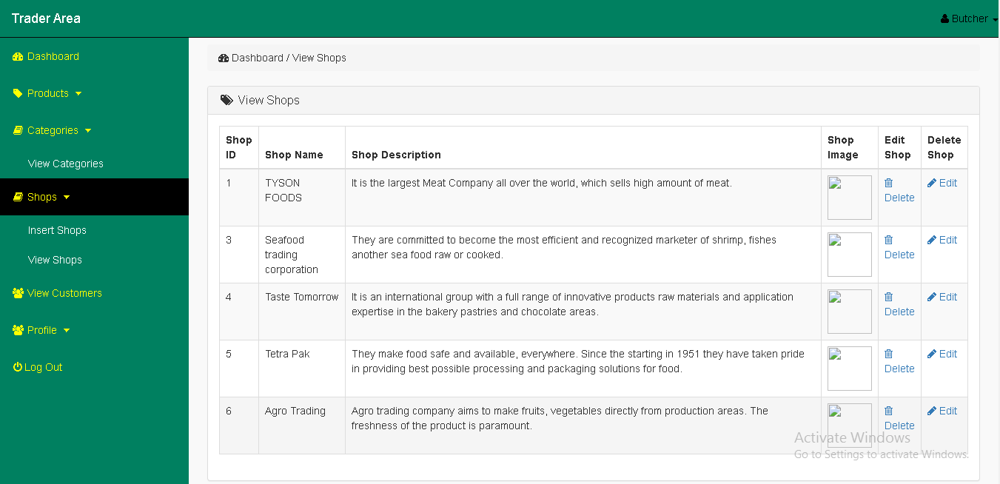 Trader Area
Butcher
Dashboard
Products
Categories
View Categories
Shops
Insert Shops
View Shops
View Customers
Profile
Log Out
Dashboard / View Shops
View Shops
Shop ID
Shop Name
Shop Description
Shop Image
Edit Shop
Delete Shop
1
TYSON
FOODS
It is the largest Meat Company all over the world, which sells high amount of meat.
Delete
Edit
3
Seafood
trading
corporation
They are committed to become the most efficient and recognized marketer of shrimp, fishes
another sea food raw or cooked.
Delete
Edit
4
Taste Tomorrow
It is an international group with a full range of innovative products raw materials and application
expertise in the bakery pastries and chocolate areas.
Delete
Edit
5
Tetra Pak
They make food safe and available, everywhere. Since the starting in 1951 they have taken pride
in providing best possible processing and packaging solutions for food.
Delete
Edit
6
Agro Trading
Agro trading company aims to make fruits, vegetables directly from production areas. The
freshness of the product is paramount.
Delete
Edit
Activate Windows
Go to Settings to activate Windows.